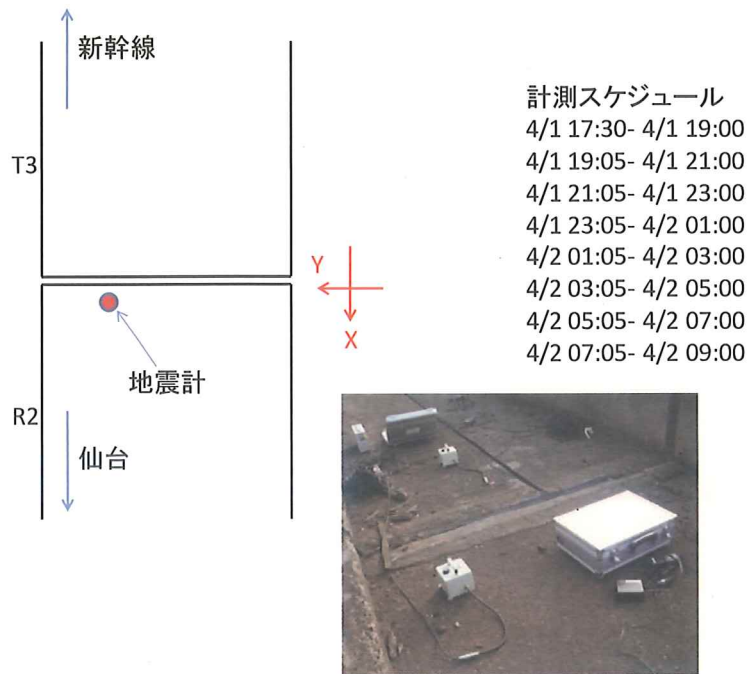 新幹線
T3
Y
X
地震計
R2
仙台
計測スケジュール
4/1 17:30- 4/1 19:00
4/1 19:05- 4/1 21:00
4/1 21:05- 4/1 23:00
4/1 23:05- 4/2 01:00
4/2 01:05- 4/2 03:00
4/2 03:05- 4/2 05:00
4/2 05:05- 4/2 07:00
4/2 07:05- 4/2 09:00